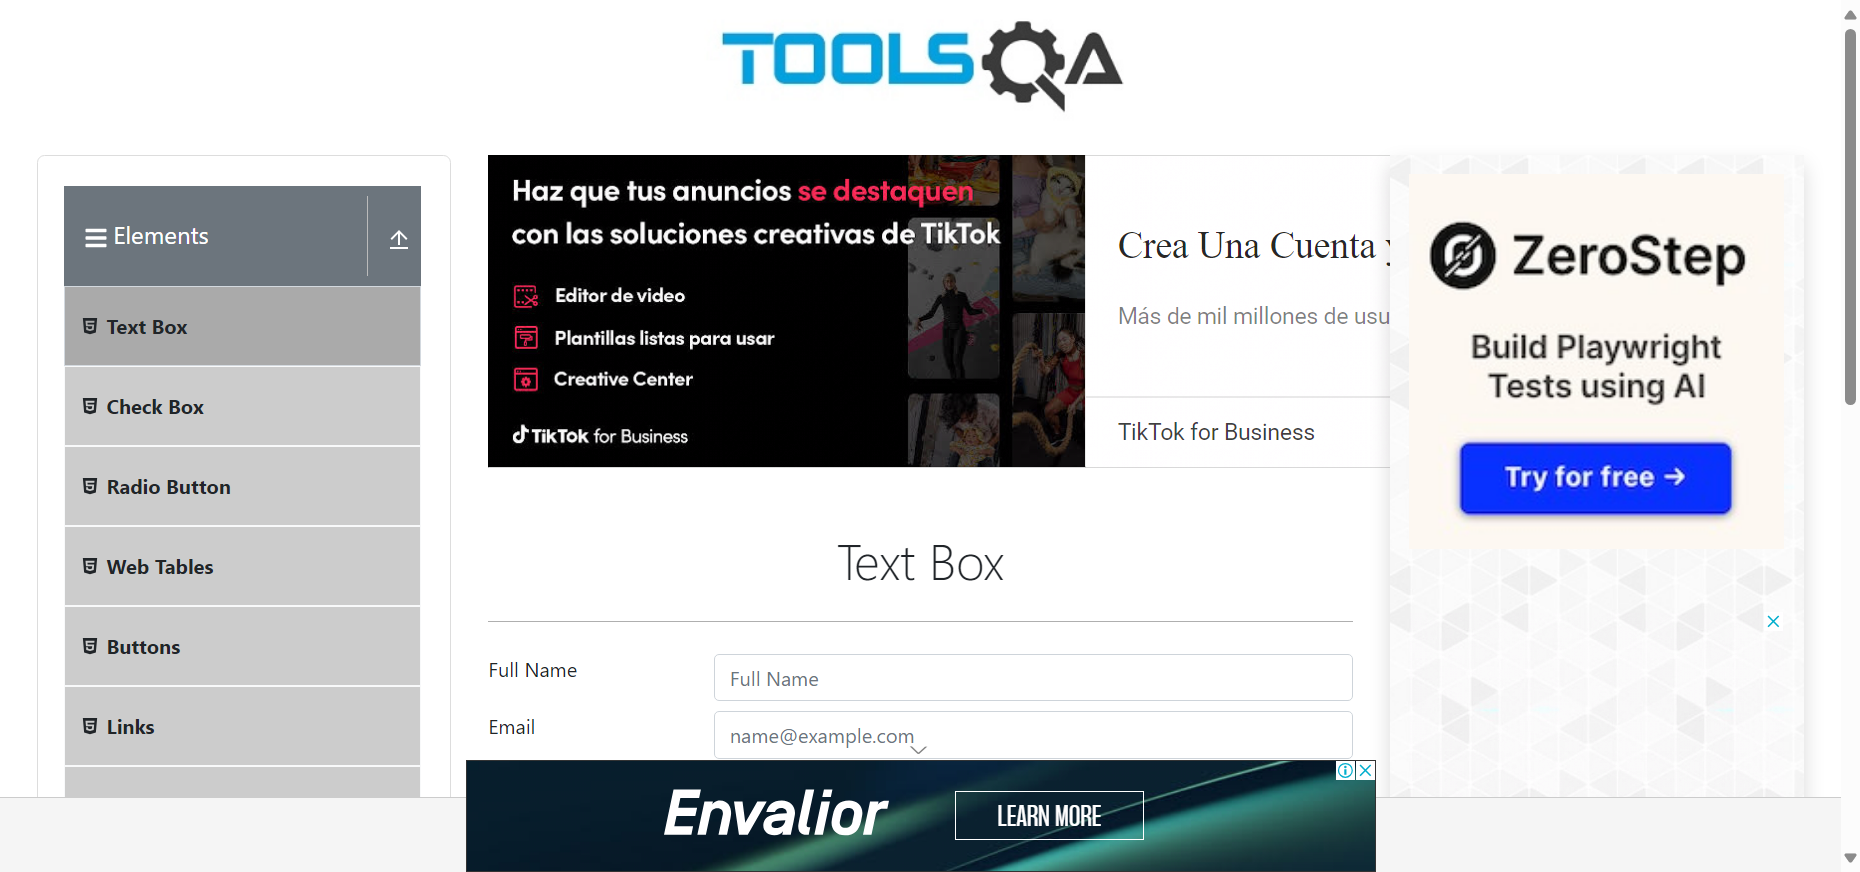 TOOLSQA
Elements
Text Box
Check Box
Radio Button
Web Tables
Buttons
Links
Haz que tus anuncios se destaquen
con las soluciones creativas de TikTok
Editor de video
Plantillas listas para usar
Creative Center
TikTok for Business
Crea Una Cuenta y
Más de mil millones de usu
TikTok for Business
ZeroStep
Build Playwright
Tests using AI
Try for free →
Text Box
Full Name
Full Name
Email
name@example.com
Envalior
LEARN MORE